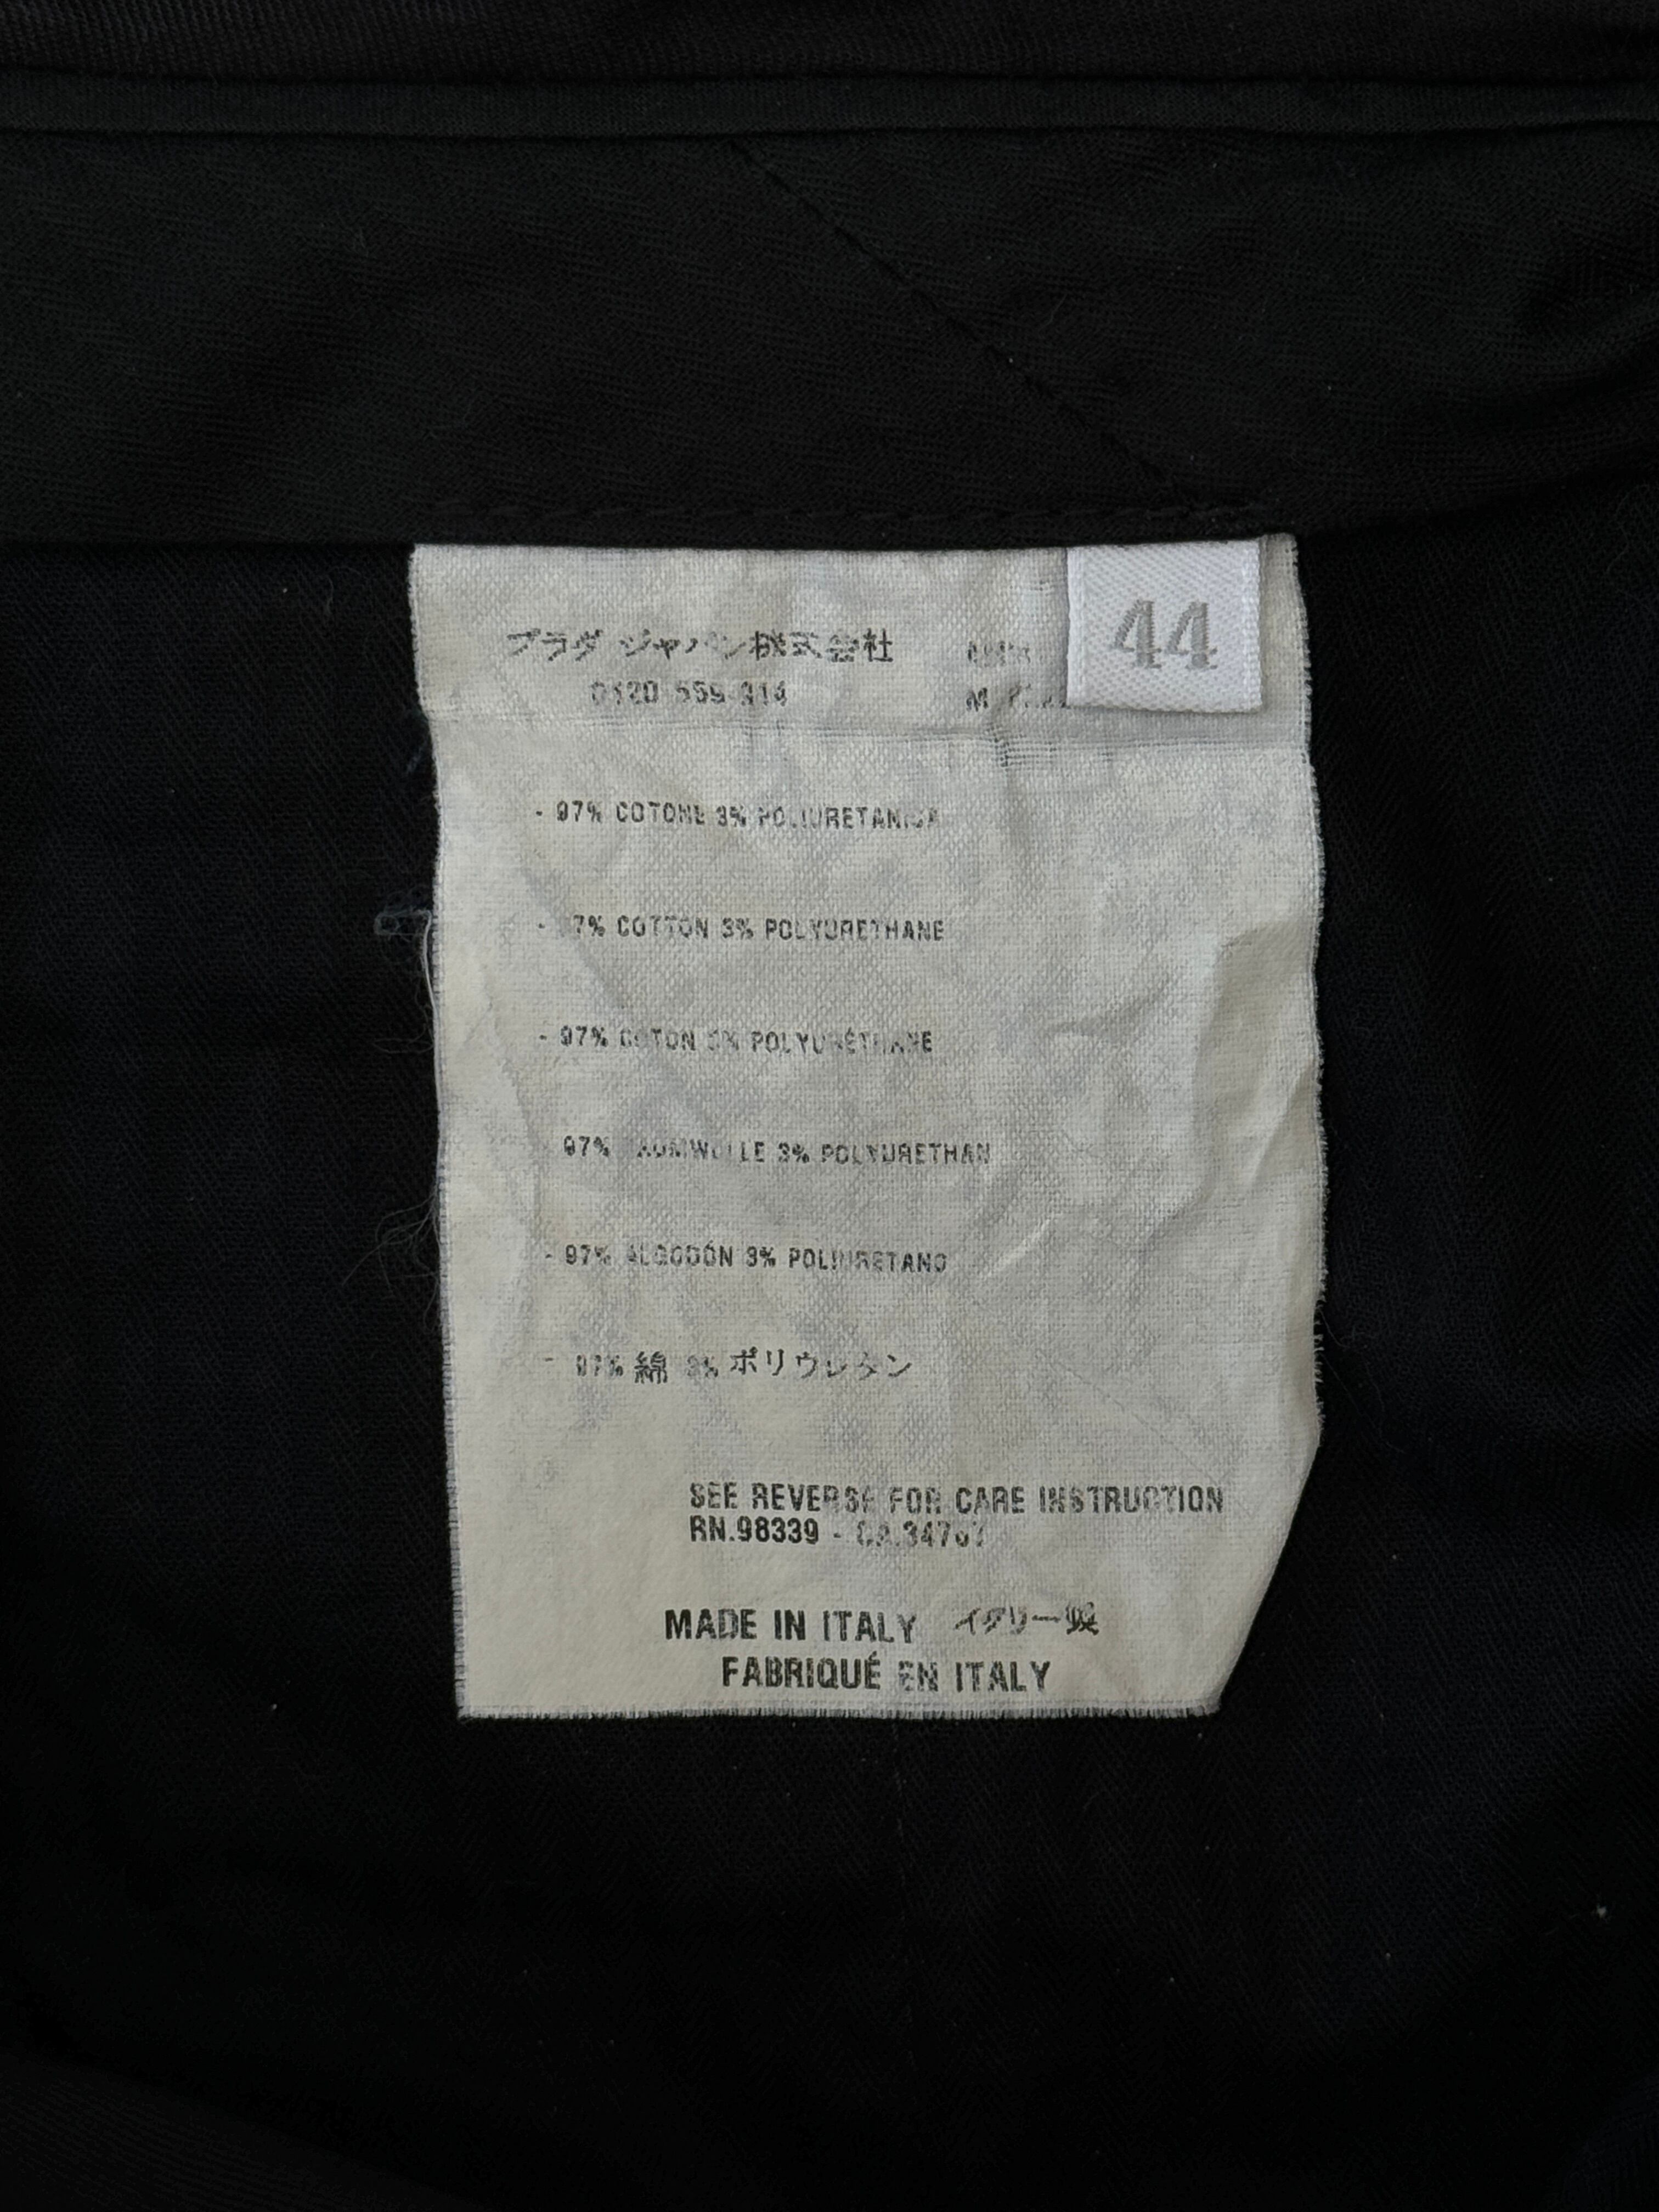 プラダ ジャパン株式会社
44
0120 559 914
M
- 97% COTONE 3% POLIURETANICA
- 97% COTTON 3% POLYURETHANE
- 97% COTON 3% POLYURÉTHANE
97% BAUMWOLLE 3% POLYURETHAN
- 97% ALGODÓN 3% POLIURETANO
- 97% 綿 3% ポリウレタン
SEE REVERSE FOR CARE INSTRUCTION
RN.98339 - CA.34767
MADE IN ITALY イタリー製
FABRIQUÉ EN ITALY